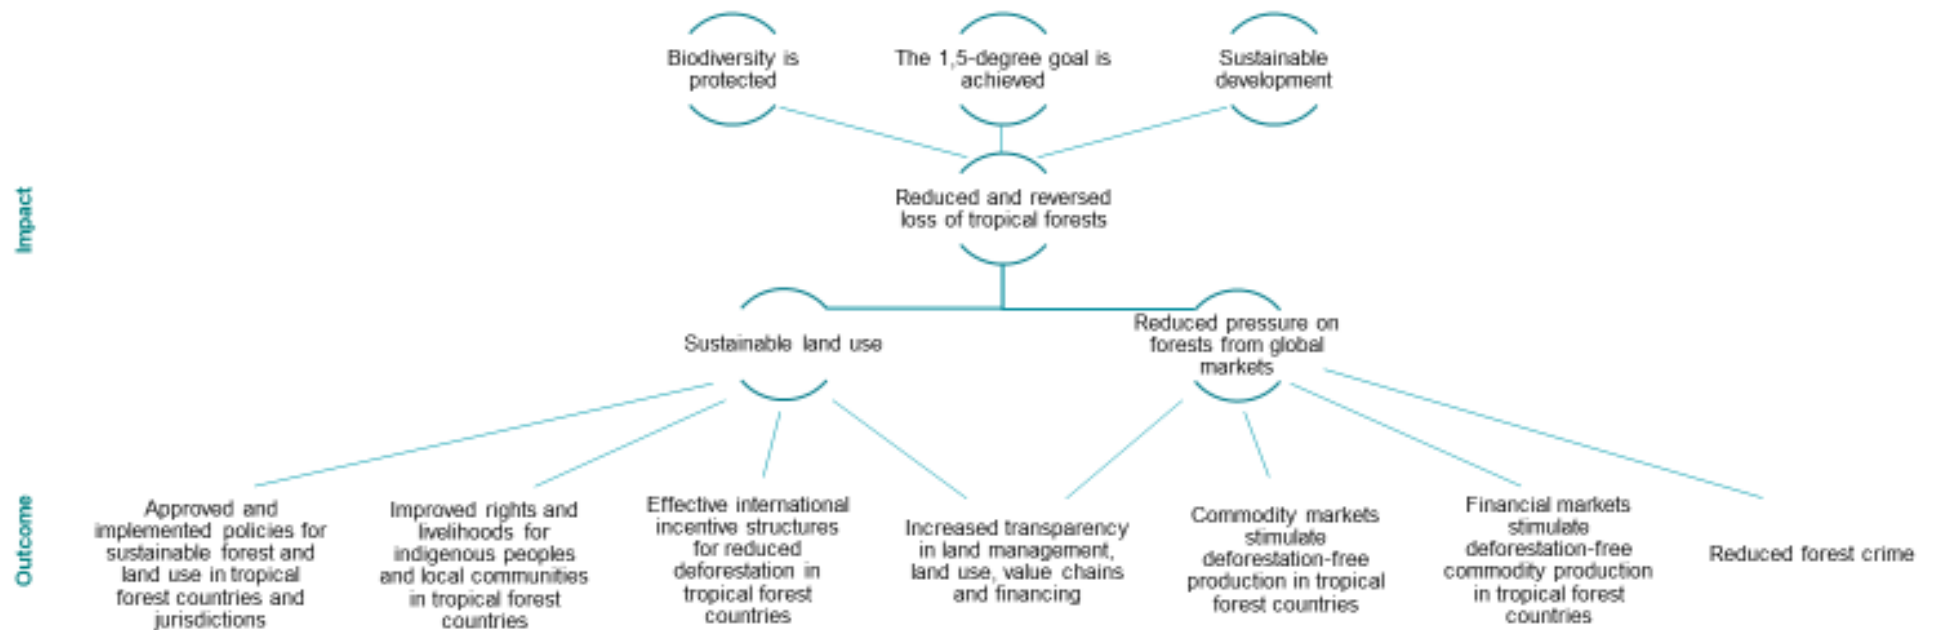 Biodiversity is
protected
The 1,5-degree goal is
achieved
Sustainable
development
Impact
Reduced and reversed
loss of tropical forests
Sustainable land use
Reduced pressure on
forests from global
markets
Outcome
Approved and
implemented policies for
sustainable forest and
land use in tropical
forest countries and
jurisdictions
Improved rights and
livelihoods for
indigenous peoples
and local communities
in tropical forest
countries
Effective international
incentive structures
for reduced
deforestation in
tropical forest
countries
Increased transparency
in land management,
land use, value chains
and financing
Commodity markets
stimulate
deforestation-free
production in tropical
forest countries
Financial markets
stimulate
deforestation-free
commodity production
in tropical forest
countries
Reduced forest crime